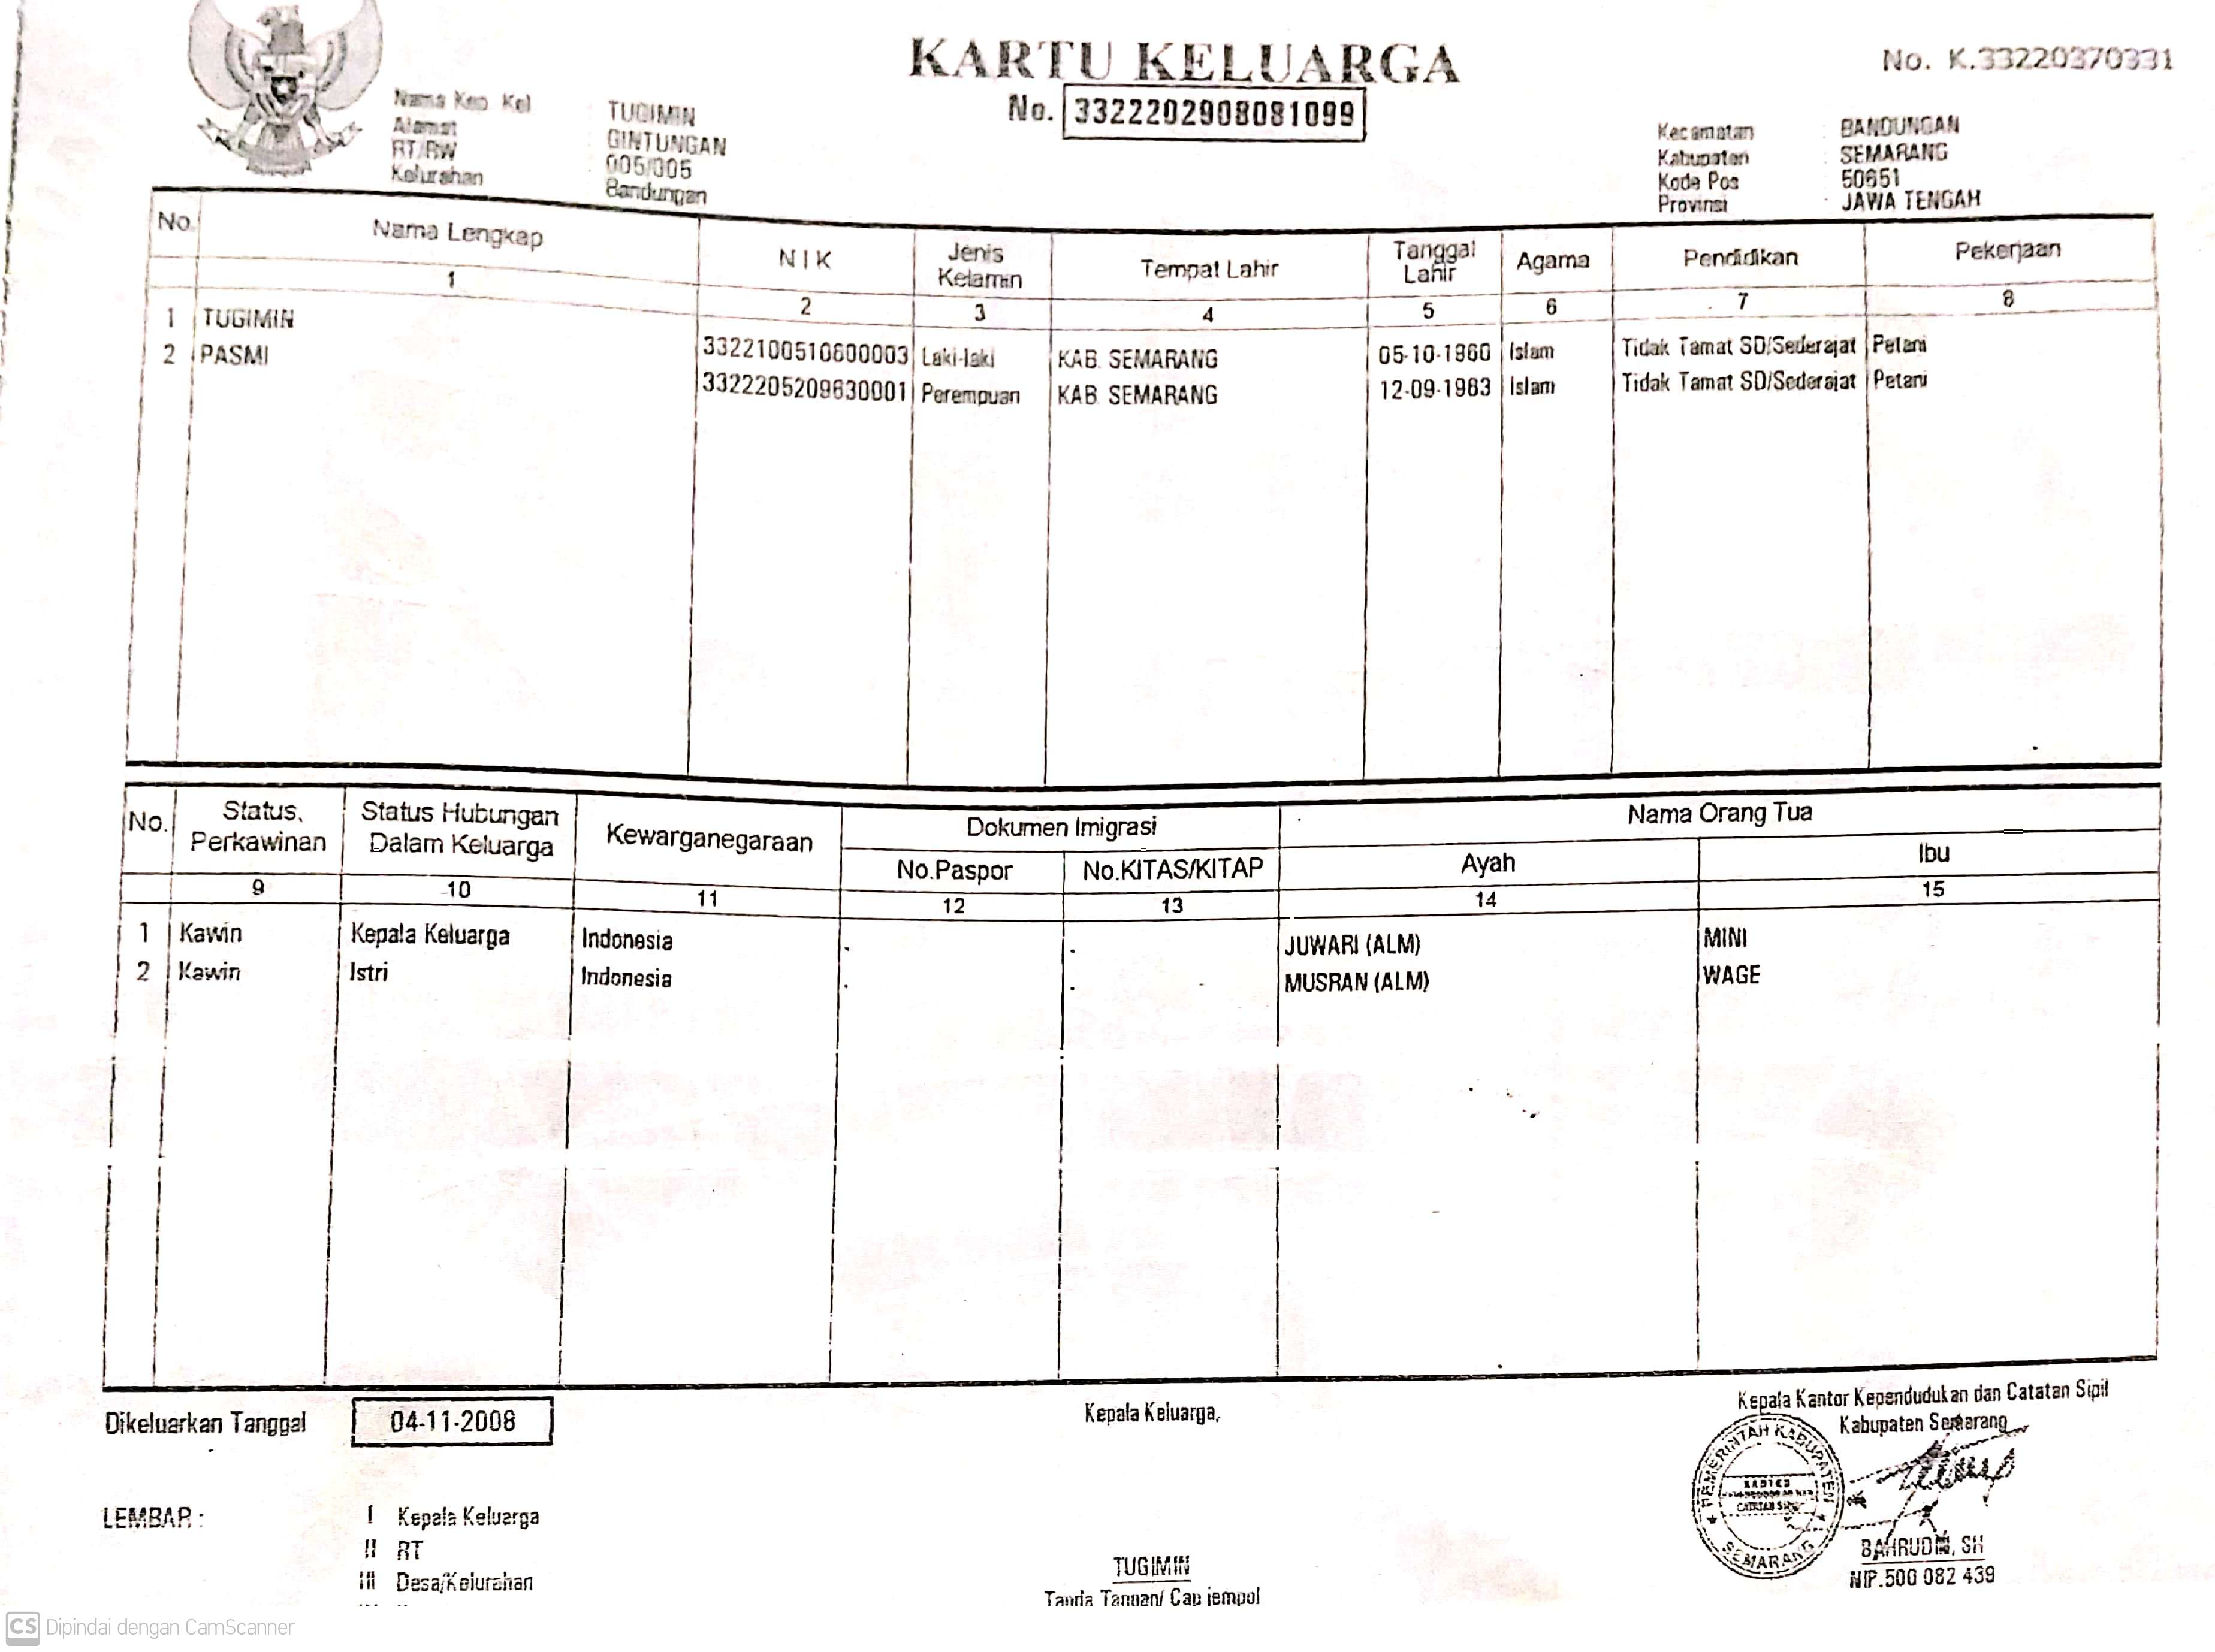 KARTU KELUARGA
No. 3322202908081099
No. K.33220370331
Nama Kep. Kel : TUGIMIN
Alamat : GINTUNGAN
RT/RW : 005/005
Kelurahan : Bandungan
Kecamatan : BANDUNGAN
Kabupaten : SEMARANG
Kode Pos : 50651
Provinsi : JAWA TENGAH
No. Nama Lengkap NIK Jenis Kelamin Tempat Lahir Tanggal Lahir Agama Pendidikan Pekerjaan
1 2 3 4 5 6 7 8
1 TUGIMIN 3322100510600003 Laki-laki KAB. SEMARANG 05-10-1960 Islam Tidak Tamat SD/Sederajat Petani
2 PASMI 3322205209630001 Perempuan KAB. SEMARANG 12-09-1963 Islam Tidak Tamat SD/Sederajat Petani
No. Status Perkawinan Status Hubungan Dalam Keluarga Kewarganegaraan Dokumen Imigrasi Nama Orang Tua
No.Paspor No.KITAS/KITAP Ayah Ibu
9 10 11 12 13 14 15
1 Kawin Kepala Keluarga Indonesia - - JUWARI (ALM) MINI
2 Kawin Istri Indonesia - - MUSRAN (ALM) WAGE
Dikeluarkan Tanggal 04-11-2008
Kepala Keluarga,
Kepala Kantor Kependudukan dan Catatan Sipil
Kabupaten Semarang
PEMERINTAH KABUPATEN
SEMARANG
LEMBAR :
I Kepala Keluarga
II RT
III Desa/Kelurahan
TUGIMIN
Tanda Tangan/ Cap jempol
BAHRUDIN, SH
NIP.500 082 439
CS Dipindai dengan CamScanner